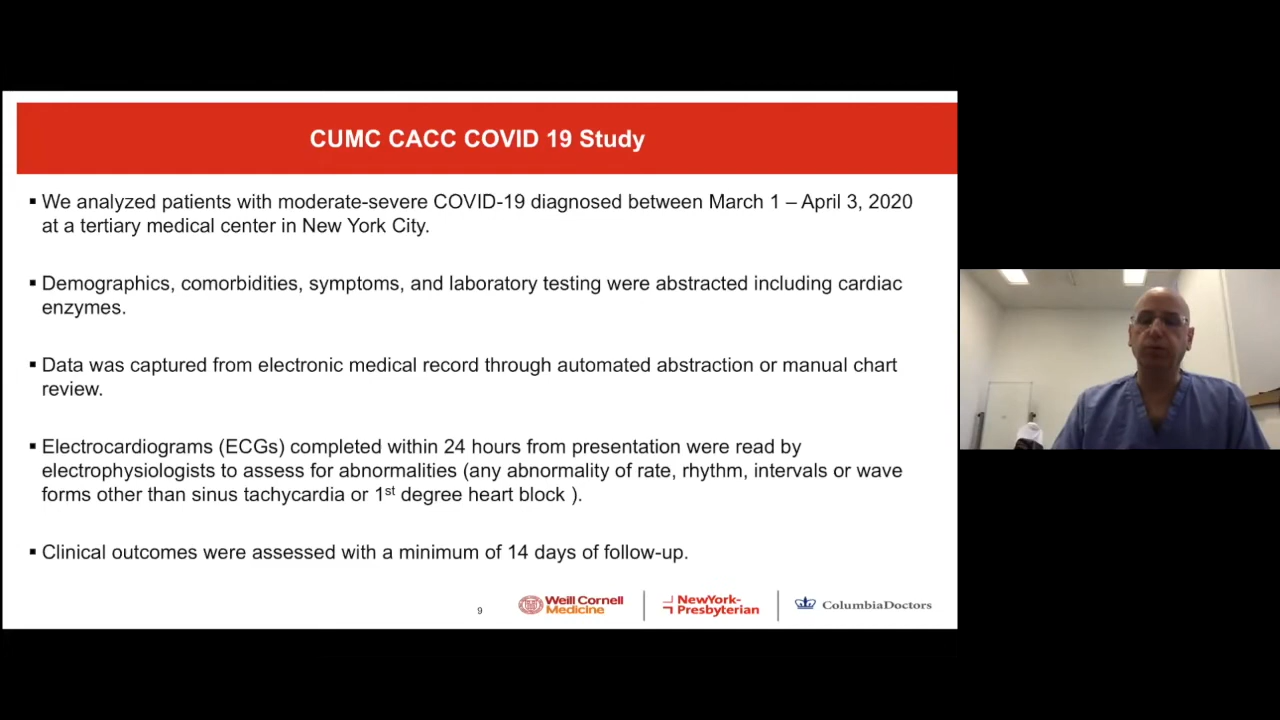 CUMC CACC COVID 19 Study
▪ We analyzed patients with moderate-severe COVID-19 diagnosed between March 1 – April 3, 2020
at a tertiary medical center in New York City.
▪ Demographics, comorbidities, symptoms, and laboratory testing were abstracted including cardiac
enzymes.
▪ Data was captured from electronic medical record through automated abstraction or manual chart
review.
▪ Electrocardiograms (ECGs) completed within 24 hours from presentation were read by
electrophysiologists to assess for abnormalities (any abnormality of rate, rhythm, intervals or wave
forms other than sinus tachycardia or 1st degree heart block ).
▪ Clinical outcomes were assessed with a minimum of 14 days of follow-up.
9
Weill Cornell
Medicine
NewYork-
Presbyterian
ColumbiaDoctors